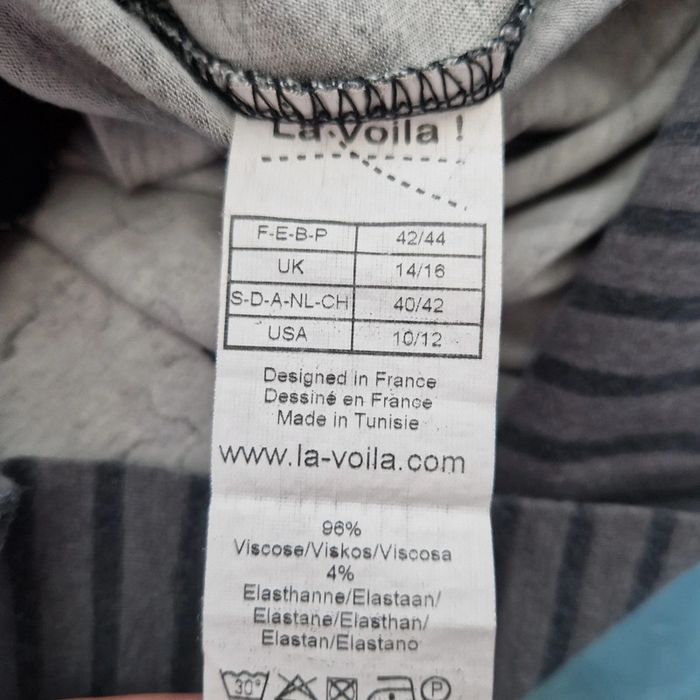 La Voila !
F-E-B-P 42/44
UK 14/16
S-D-A-NL-CH 40/42
USA 10/12
Designed in France
Dessiné en France
Made in Tunisie
www.la-voila.com
96%
Viscose/Viskos/Viscosa
4%
Elasthanne/Elastaan/
Elastane/Elasthan/
Elastan/Elastano
30°
P